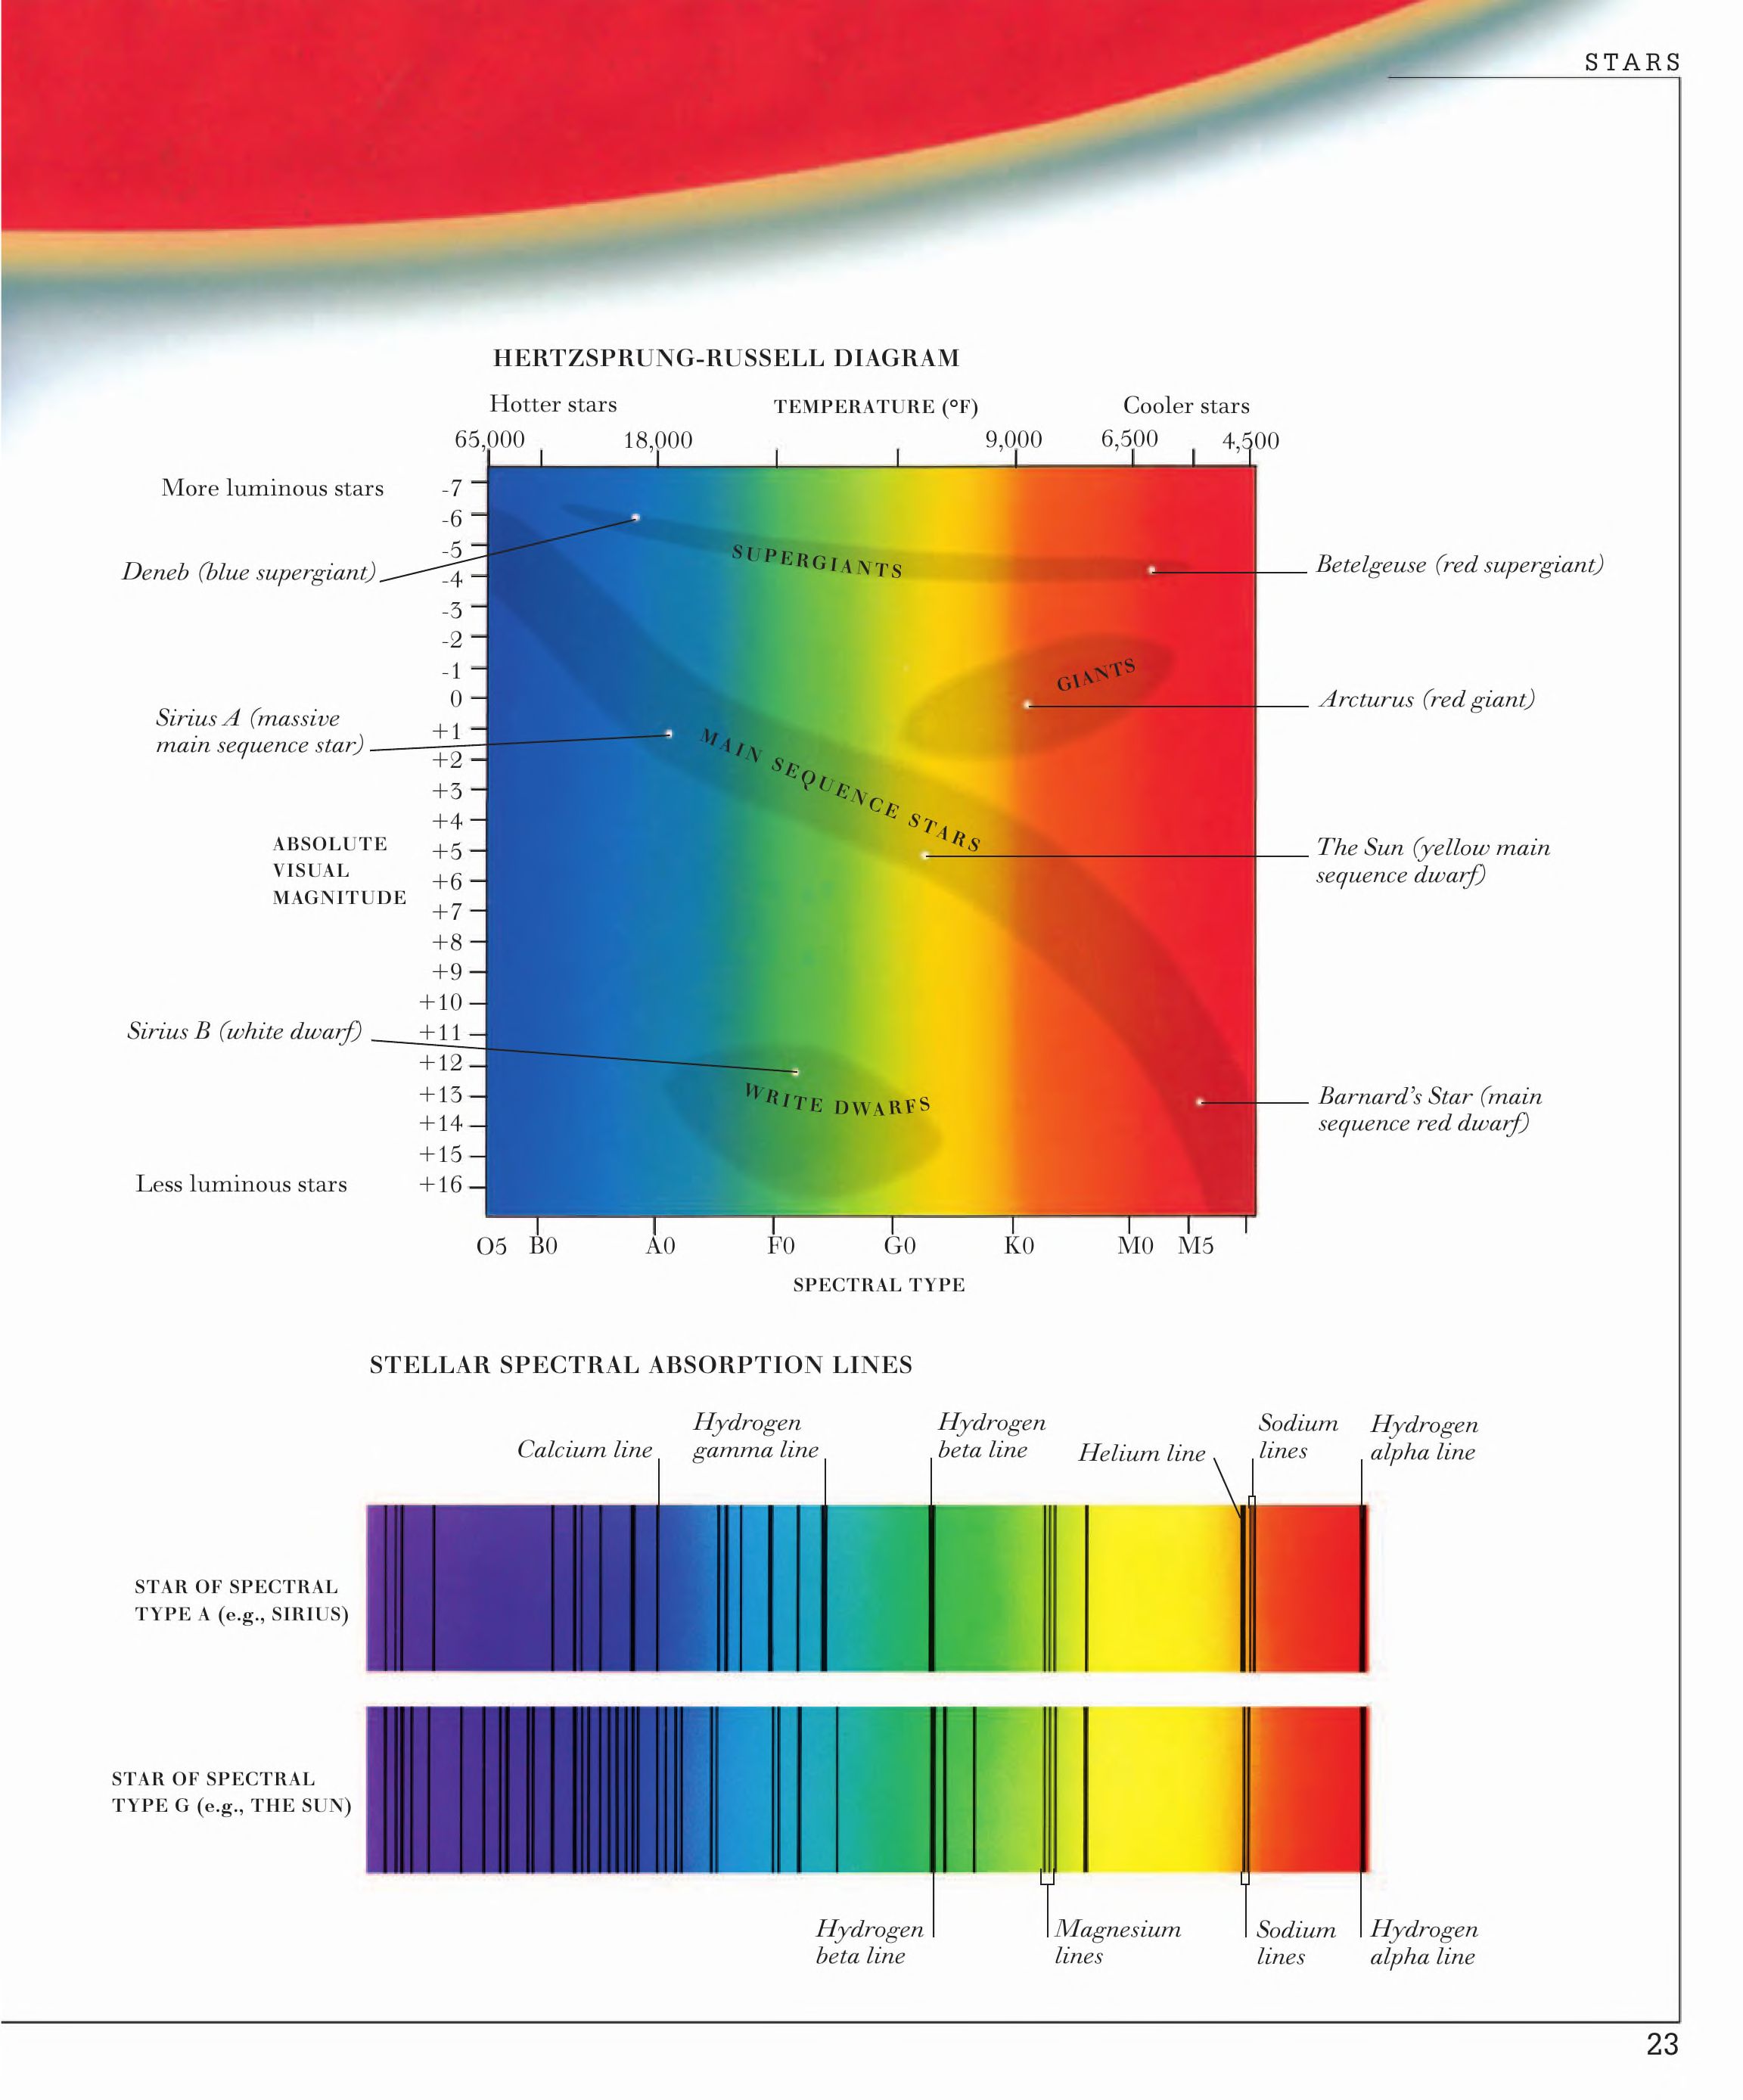 STARS
HERTZSPRUNG-RUSSELL DIAGRAM
Hotter stars TEMPERATURE (°F) Cooler stars
65,000 18,000 9,000 6,500 4,500
More luminous stars
-7
-6
-5
Deneb (blue supergiant)
-4
-3
-2
-1
0
Sirius A (massive
main sequence star)
+1
+2
+3
+4
ABSOLUTE
VISUAL
MAGNITUDE
+5
+6
+7
+8
+9
+10
Sirius B (white dwarf)
+11
+12
+13
+14
+15
Less luminous stars
+16
SUPERGIANTS
GIANTS
MAIN SEQUENCE STARS
WRITE DWARFS
Betelgeuse (red supergiant)
Arcturus (red giant)
The Sun (yellow main
sequence dwarf)
Barnard's Star (main
sequence red dwarf)
O5 B0 A0 F0 G0 K0 M0 M5
SPECTRAL TYPE
STELLAR SPECTRAL ABSORPTION LINES
Calcium line
Hydrogen
gamma line
Hydrogen
beta line
Helium line
Sodium
lines
Hydrogen
alpha line
STAR OF SPECTRAL
TYPE A (e.g., SIRIUS)
STAR OF SPECTRAL
TYPE G (e.g., THE SUN)
Hydrogen
beta line
Magnesium
lines
Sodium
lines
Hydrogen
alpha line
23